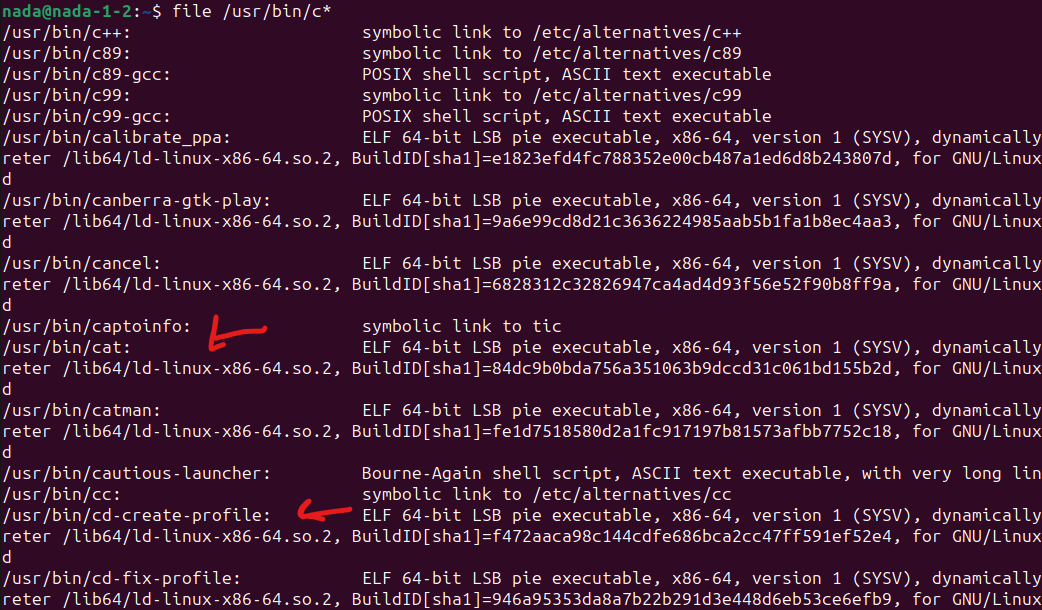 nada@nada-1-2:~$ file /usr/bin/c*
/usr/bin/c++: symbolic link to /etc/alternatives/c++
/usr/bin/c89: symbolic link to /etc/alternatives/c89
/usr/bin/c89-gcc: POSIX shell script, ASCII text executable
/usr/bin/c99: symbolic link to /etc/alternatives/c99
/usr/bin/c99-gcc: POSIX shell script, ASCII text executable
/usr/bin/calibrate_ppa: ELF 64-bit LSB pie executable, x86-64, version 1 (SYSV), dynamically
reter /lib64/ld-linux-x86-64.so.2, BuildID[sha1]=e1823efd4fc788352e00cb487a1ed6d8b243807d, for GNU/Linux
d
/usr/bin/canberra-gtk-play: ELF 64-bit LSB pie executable, x86-64, version 1 (SYSV), dynamically
reter /lib64/ld-linux-x86-64.so.2, BuildID[sha1]=9a6e99cd8d21c3636224985aab5b1fa1b8ec4aa3, for GNU/Linux
d
/usr/bin/cancel: ELF 64-bit LSB pie executable, x86-64, version 1 (SYSV), dynamically
reter /lib64/ld-linux-x86-64.so.2, BuildID[sha1]=6828312c32826947ca4ad4d93f56e52f90b8ff9a, for GNU/Linux
d
/usr/bin/captoinfo: symbolic link to tic
/usr/bin/cat: ELF 64-bit LSB pie executable, x86-64, version 1 (SYSV), dynamically
reter /lib64/ld-linux-x86-64.so.2, BuildID[sha1]=84dc9b0bda756a351063b9dccd31c061bd155b2d, for GNU/Linux
d
/usr/bin/catman: ELF 64-bit LSB pie executable, x86-64, version 1 (SYSV), dynamically
reter /lib64/ld-linux-x86-64.so.2, BuildID[sha1]=fe1d7518580d2a1fc917197b81573afbb7752c18, for GNU/Linux
d
/usr/bin/cautious-launcher: Bourne-Again shell script, ASCII text executable, with very long lin
/usr/bin/cc: symbolic link to /etc/alternatives/cc
/usr/bin/cd-create-profile: ELF 64-bit LSB pie executable, x86-64, version 1 (SYSV), dynamically
reter /lib64/ld-linux-x86-64.so.2, BuildID[sha1]=f472aaca98c144cdfe686bca2cc47ff591ef52e4, for GNU/Linux
d
/usr/bin/cd-fix-profile: ELF 64-bit LSB pie executable, x86-64, version 1 (SYSV), dynamically
reter /lib64/ld-linux-x86-64.so.2, BuildID[sha1]=946a95353da8a7b22b291d3e448d6eb53ce6efb9, for GNU/Linux